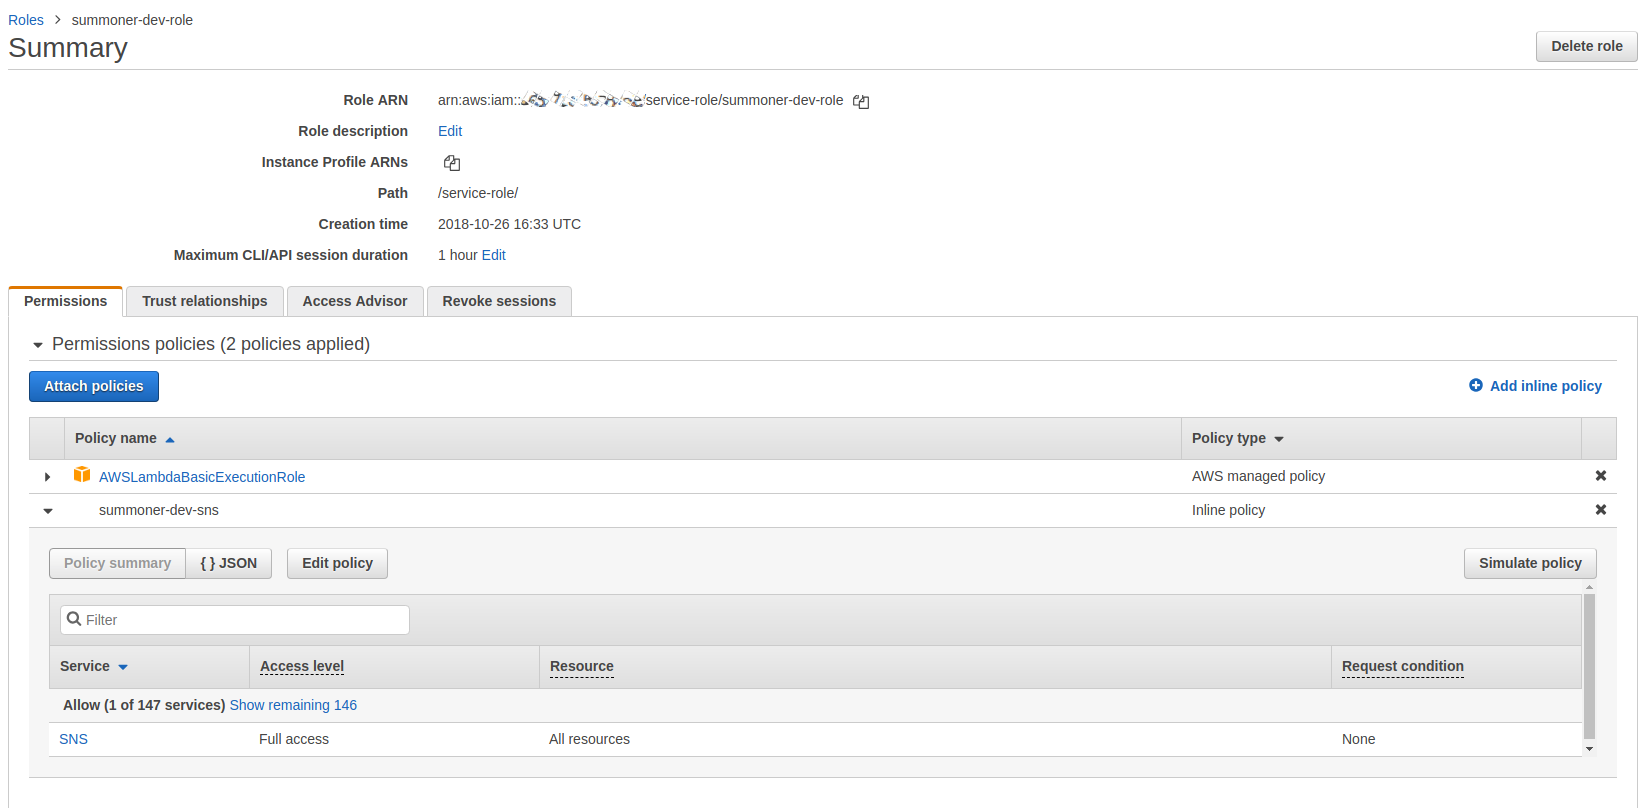 Roles > summoner-dev-role
Summary
Delete role
Role ARN arn:aws:iam:: /service-role/summoner-dev-role
Role description Edit
Instance Profile ARNs
Path /service-role/
Creation time 2018-10-26 16:33 UTC
Maximum CLI/API session duration 1 hour Edit
Permissions Trust relationships Access Advisor Revoke sessions
Permissions policies (2 policies applied)
Attach policies Add inline policy
Policy name Policy type
AWSLambdaBasicExecutionRole AWS managed policy
summoner-dev-sns Inline policy
Policy summary { } JSON Edit policy Simulate policy
Filter
Service Access level Resource Request condition
Allow (1 of 147 services) Show remaining 146
SNS Full access All resources None